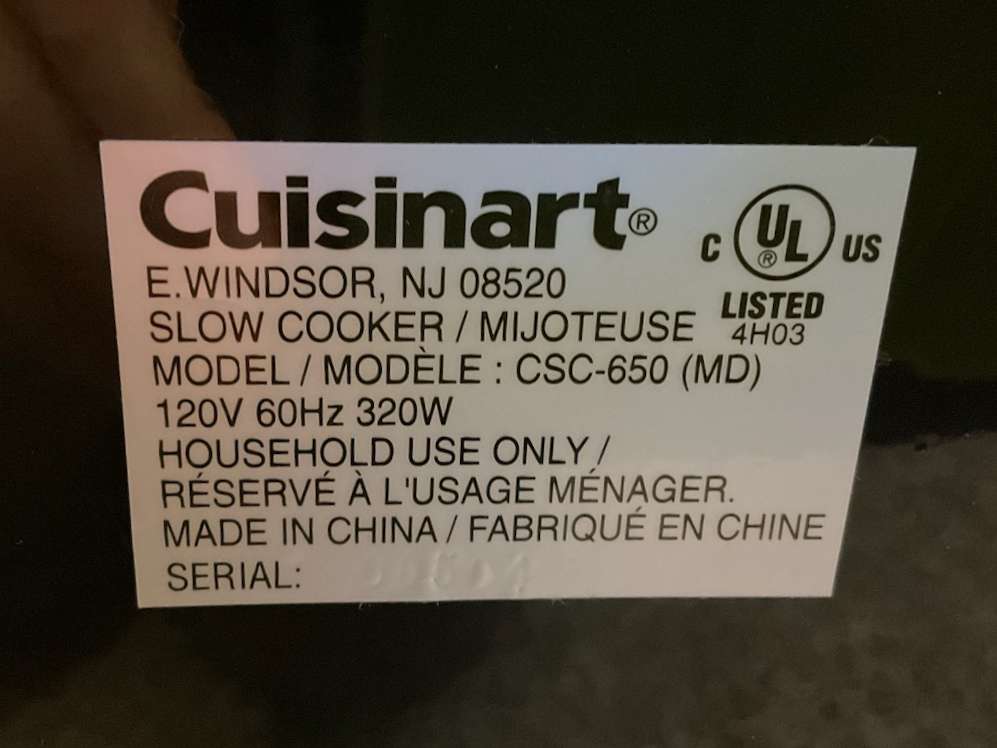 Cuisinart®
E.WINDSOR, NJ 08520
SLOW COOKER / MIJOTEUSE
MODEL / MODÈLE : CSC-650 (MD)
120V 60Hz 320W
HOUSEHOLD USE ONLY /
RÉSERVÉ À L'USAGE MÉNAGER.
MADE IN CHINA / FABRIQUÉ EN CHINE
SERIAL:
C UL® US
LISTED
4H03